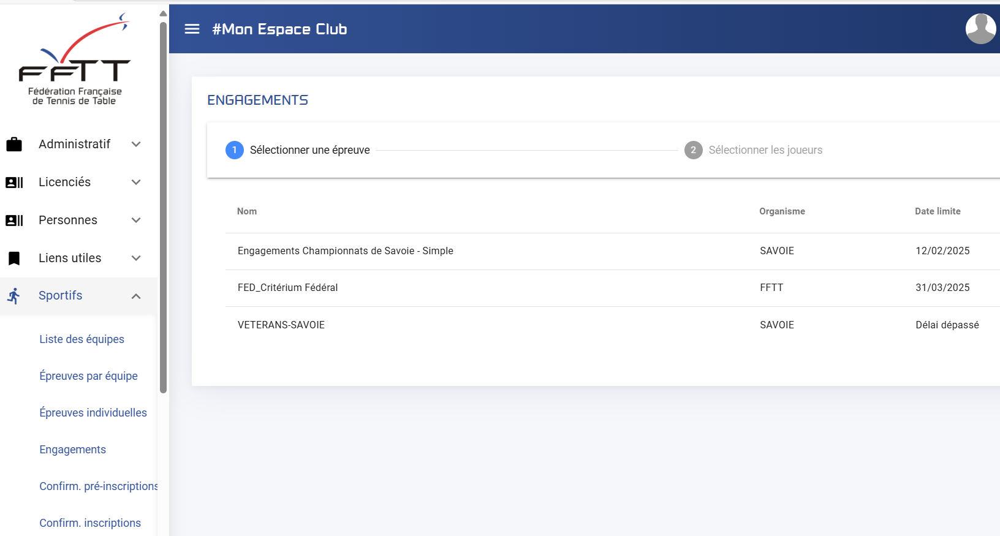 FFTT
Fédération Française
de Tennis de Table
Administratif
Licenciés
Personnes
Liens utiles
Sportifs
Liste des équipes
Épreuves par équipe
Épreuves individuelles
Engagements
Confirm. pré-inscriptions
Confirm. inscriptions
#Mon Espace Club
ENGAGEMENTS
1 Sélectionner une épreuve
2 Sélectionner les joueurs
Nom Organisme Date limite
Engagements Championnats de Savoie - Simple SAVOIE 12/02/2025
FED_Critérium Fédéral FFTT 31/03/2025
VETERANS-SAVOIE SAVOIE Délai dépassé